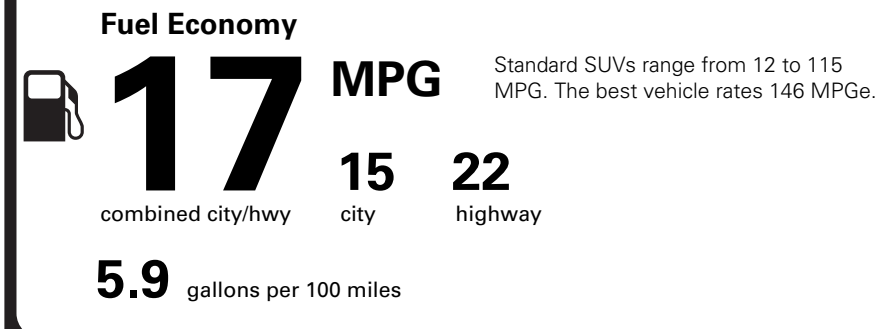 Fuel Economy
17 MPG
Standard SUVs range from 12 to 115
MPG. The best vehicle rates 146 MPGe.
combined city/hwy
15
city
22
highway
5.9 gallons per 100 miles